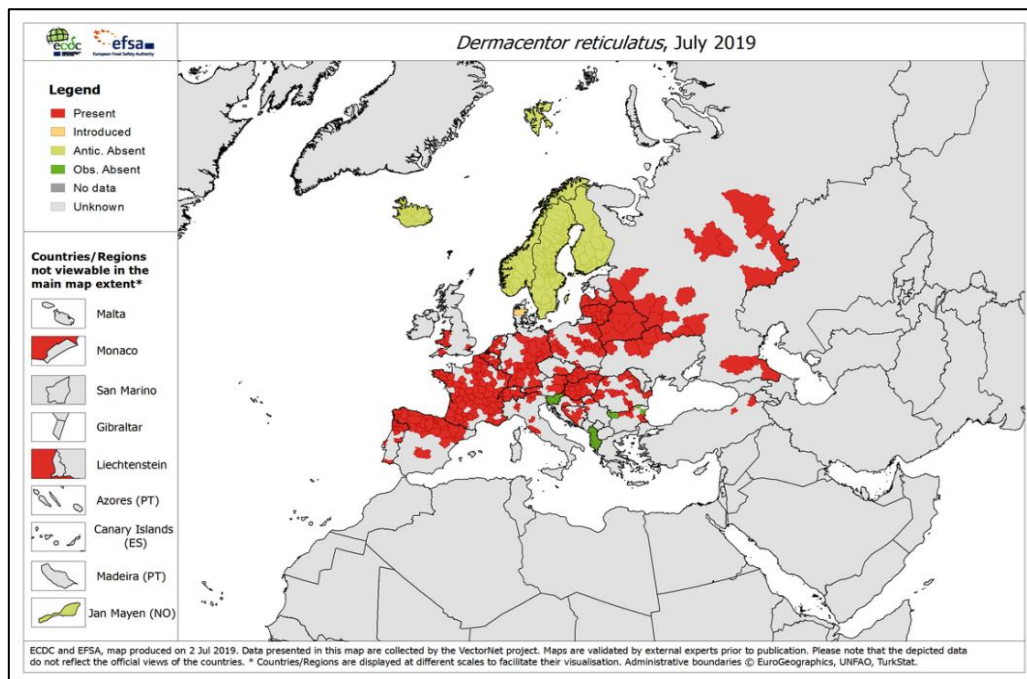 ecdc
efsa
European Food Safety Authority
Dermacentor reticulatus, July 2019
Legend
Present
Introduced
Antic. Absent
Obs. Absent
No data
Unknown
Countries/Regions
not viewable in the
main map extent*
Malta
Monaco
San Marino
Gibraltar
Liechtenstein
Azores (PT)
Canary Islands
(ES)
Madeira (PT)
Jan Mayen (NO)
ECDC and EFSA, map produced on 2 Jul 2019. Data presented in this map are collected by the VectorNet project. Maps are validated by external experts prior to publication. Please note that the depicted data
do not reflect the official views of the countries. * Countries/Regions are displayed at different scales to facilitate their visualisation. Administrative boundaries © EuroGeographics, UNFAO, TurkStat.